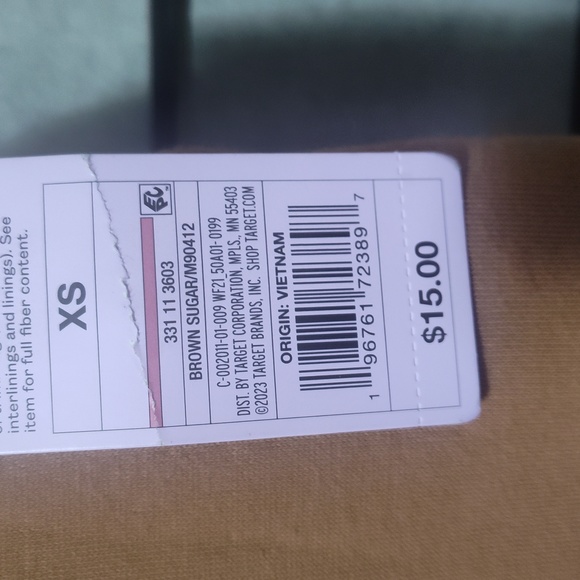 interlinings and linings). See
item for full fiber content.
XS
331 11 3603
BROWN SUGAR/M90412
C-002011-01-009 WF21_50A01-0199
DIST. BY TARGET CORPORATION, MPLS., MN 55403
©2023 TARGET BRANDS, INC. SHOP TARGET.COM
ORIGIN: VIETNAM
1 96761 72389 7
$15.00